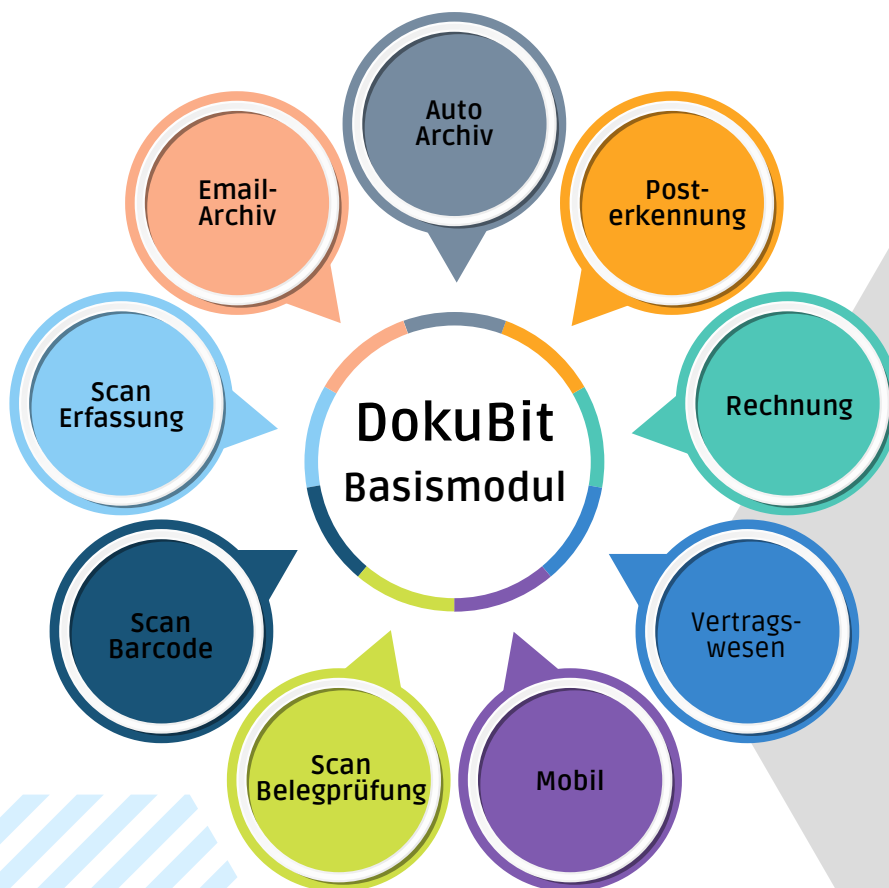 Auto
Archiv
Post-
erkennung
Rechnung
Vertrags-
wesen
Mobil
Scan
Belegprüfung
Scan
Barcode
Scan
Erfassung
Email-
Archiv
DokuBit
Basismodul